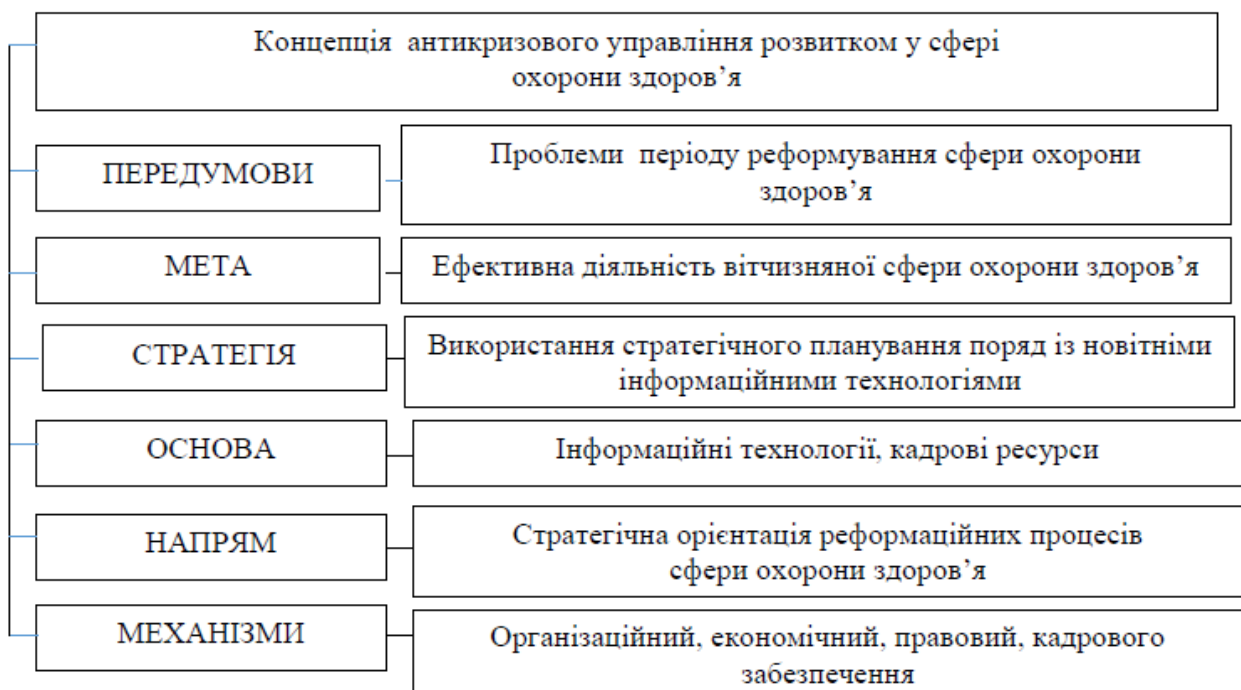 Концепція антикризового управління розвитком у сфері
охорони здоров’я
ПЕРЕДУМОВИ
Проблеми періоду реформування сфери охорони
здоров’я
МЕТА
Ефективна діяльність вітчизняної сфери охорони здоров’я
СТРАТЕГІЯ
Використання стратегічного планування поряд із новітніми
інформаційними технологіями
ОСНОВА
Інформаційні технології, кадрові ресурси
НАПРЯМ
Стратегічна орієнтація реформаційних процесів
сфери охорони здоров’я
МЕХАНІЗМИ
Організаційний, економічний, правовий, кадрового
забезпечення